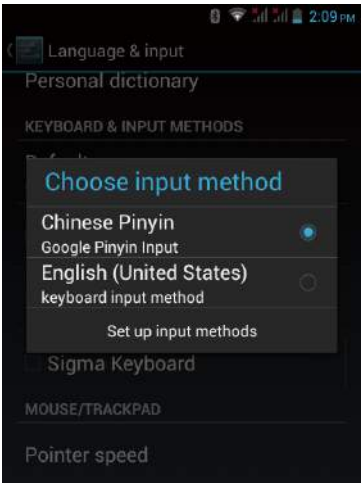 2:09 PM
Language & input
Personal dictionary
KEYBOARD & INPUT METHODS
Choose input method
Chinese Pinyin
Google Pinyin Input
English (United States)
keyboard input method
Set up input methods
Sigma Keyboard
MOUSE/TRACKPAD
Pointer speed